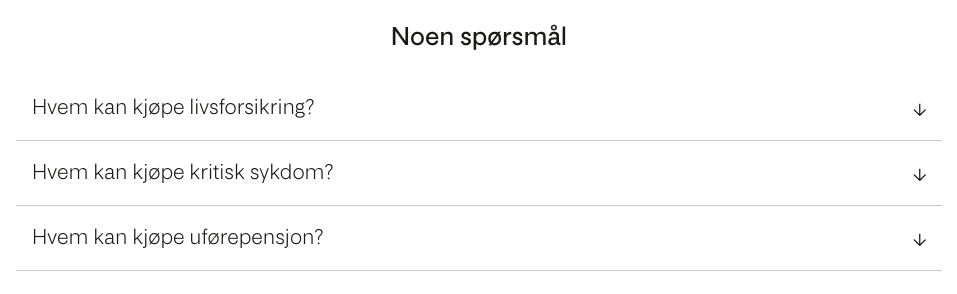 Noen spørsmål
Hvem kan kjøpe livsforsikring?
Hvem kan kjøpe kritisk sykdom?
Hvem kan kjøpe uførepensjon?